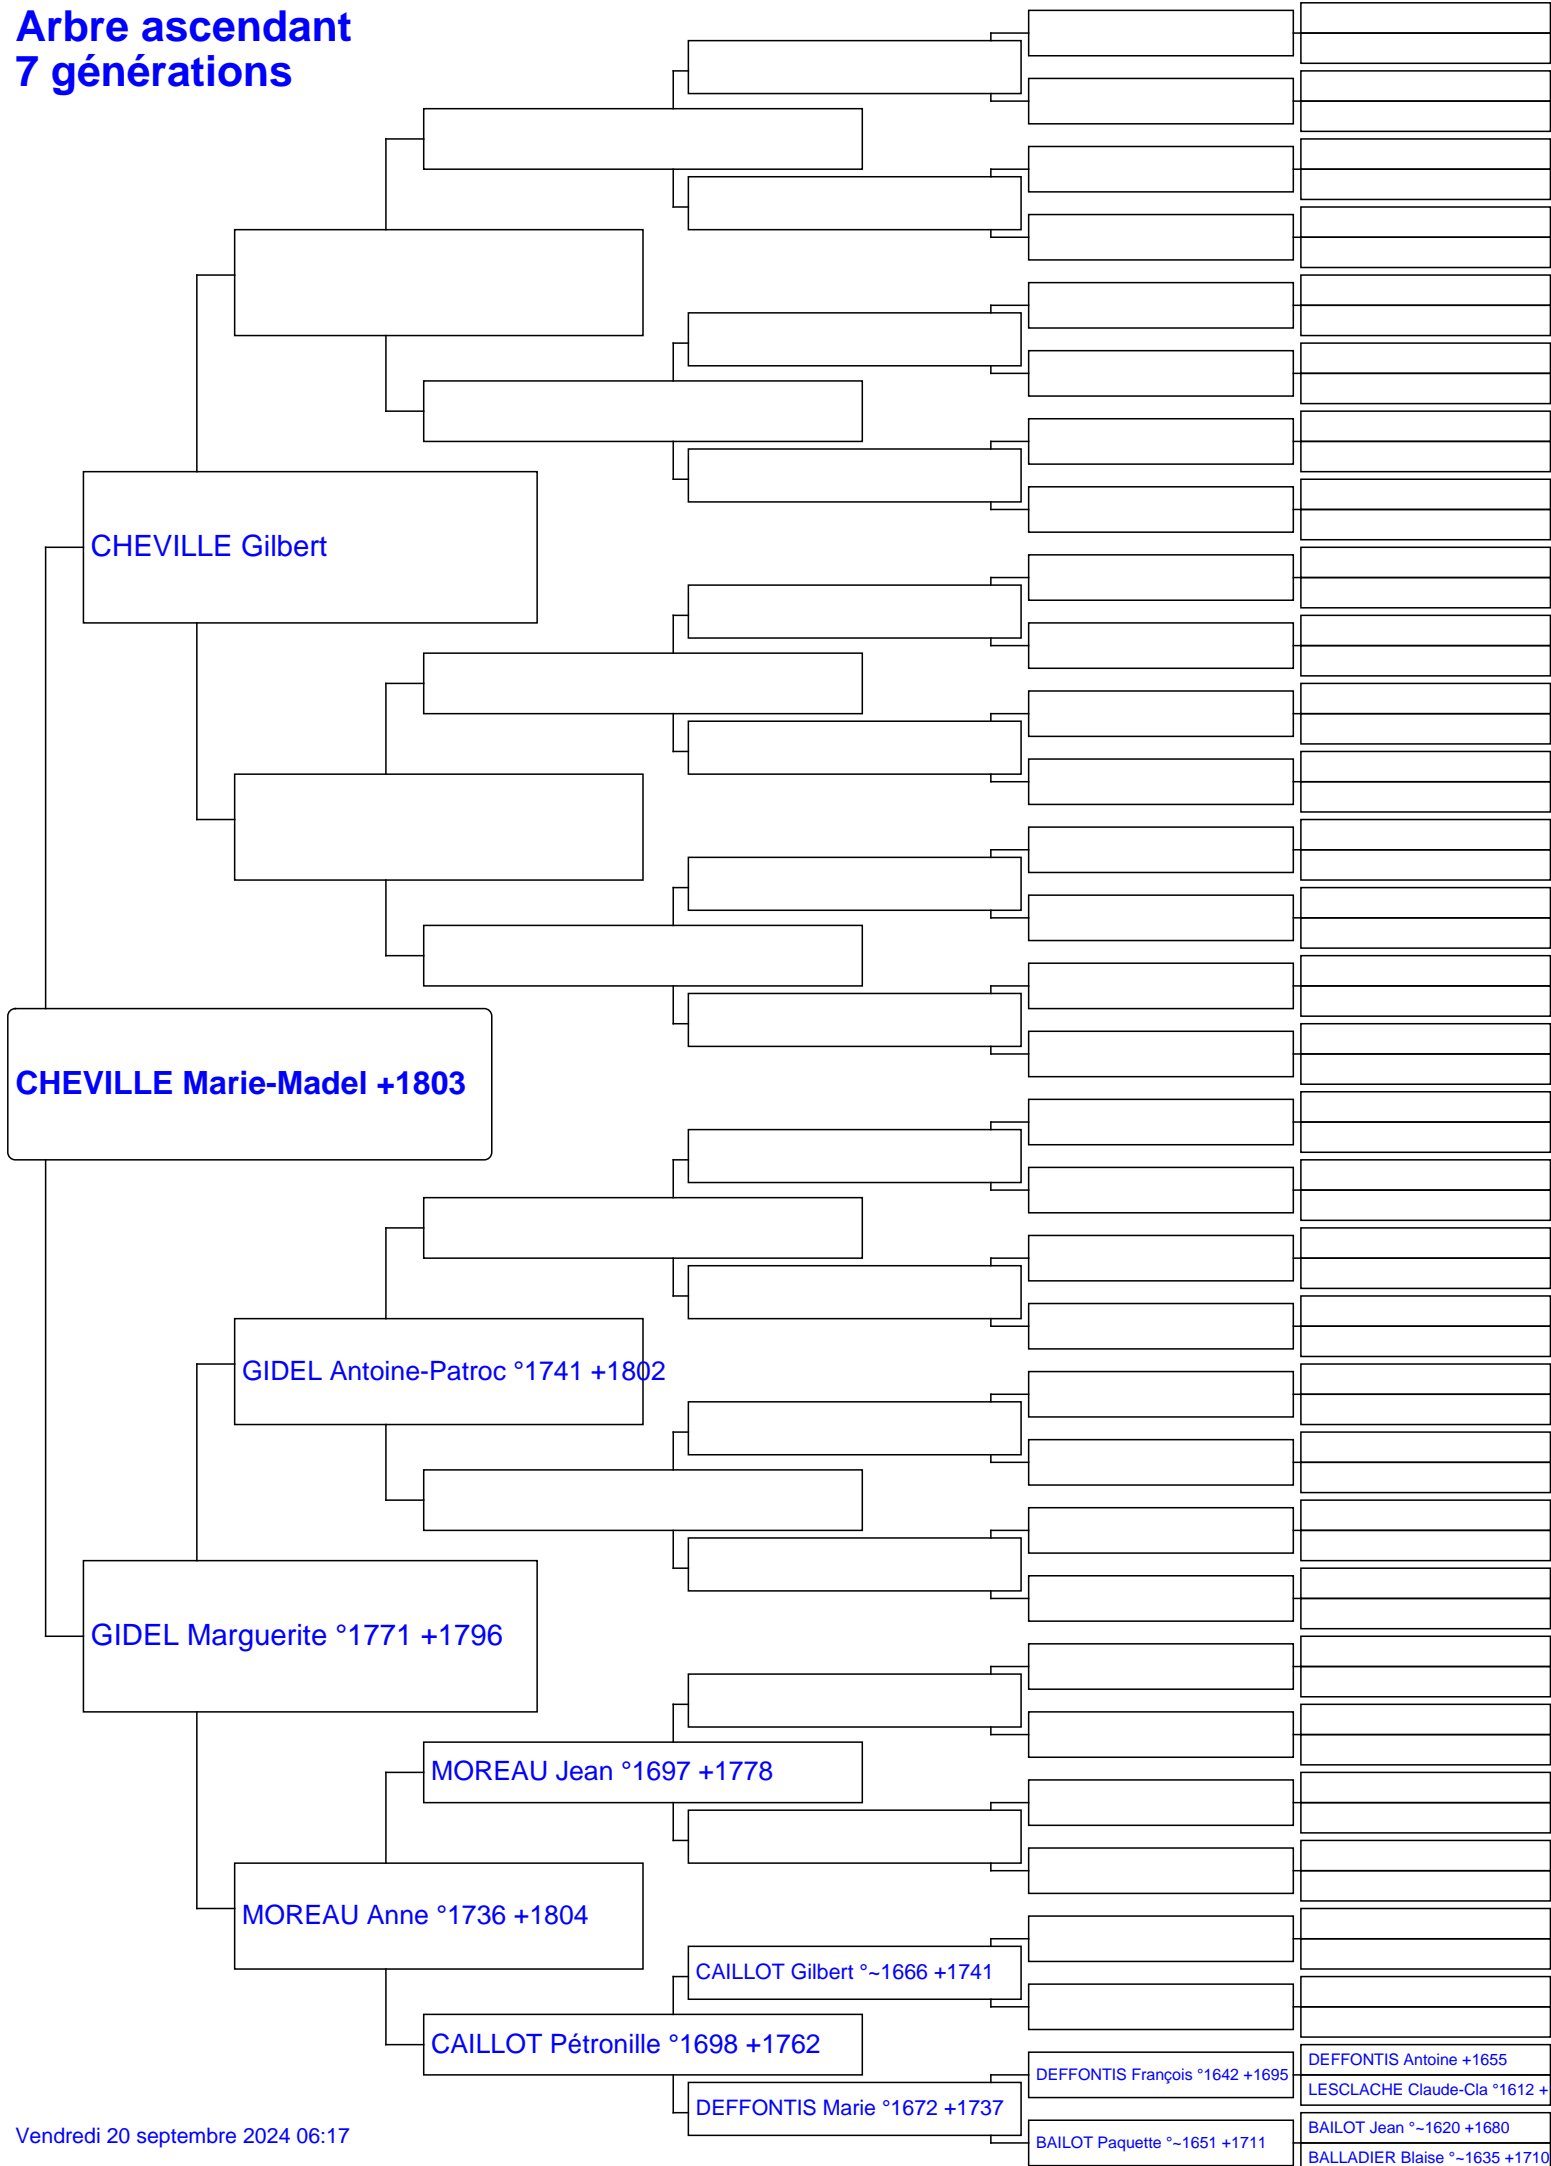 Arbre ascendant
7 générations
CHEVILLE Gilbert
CHEVILLE Marie-Madel +1803
GIDEL Antoine-Patroc °1741 +1802
GIDEL Marguerite °1771 +1796
MOREAU Jean °1697 +1778
MOREAU Anne °1736 +1804
CAILLOT Gilbert °~1666 +1741
CAILLOT Pétronille °1698 +1762
DEFFONTIS Antoine +1655
DEFFONTIS François °1642 +1695
LESCLACHE Claude-Cla °1612 +
DEFFONTIS Marie °1672 +1737
BAILOT Jean °~1620 +1680
BAILOT Paquette °~1651 +1711
BALLADIER Blaise °~1635 +1710
Vendredi 20 septembre 2024 06:17